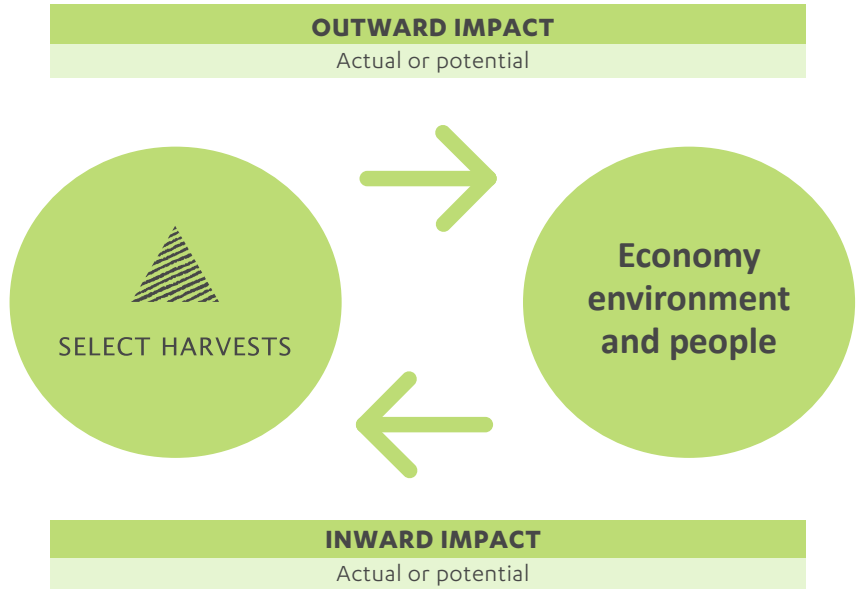 OUTWARD IMPACT
Actual or potential
SELECT HARVESTS
Economy
environment
and people
INWARD IMPACT
Actual or potential